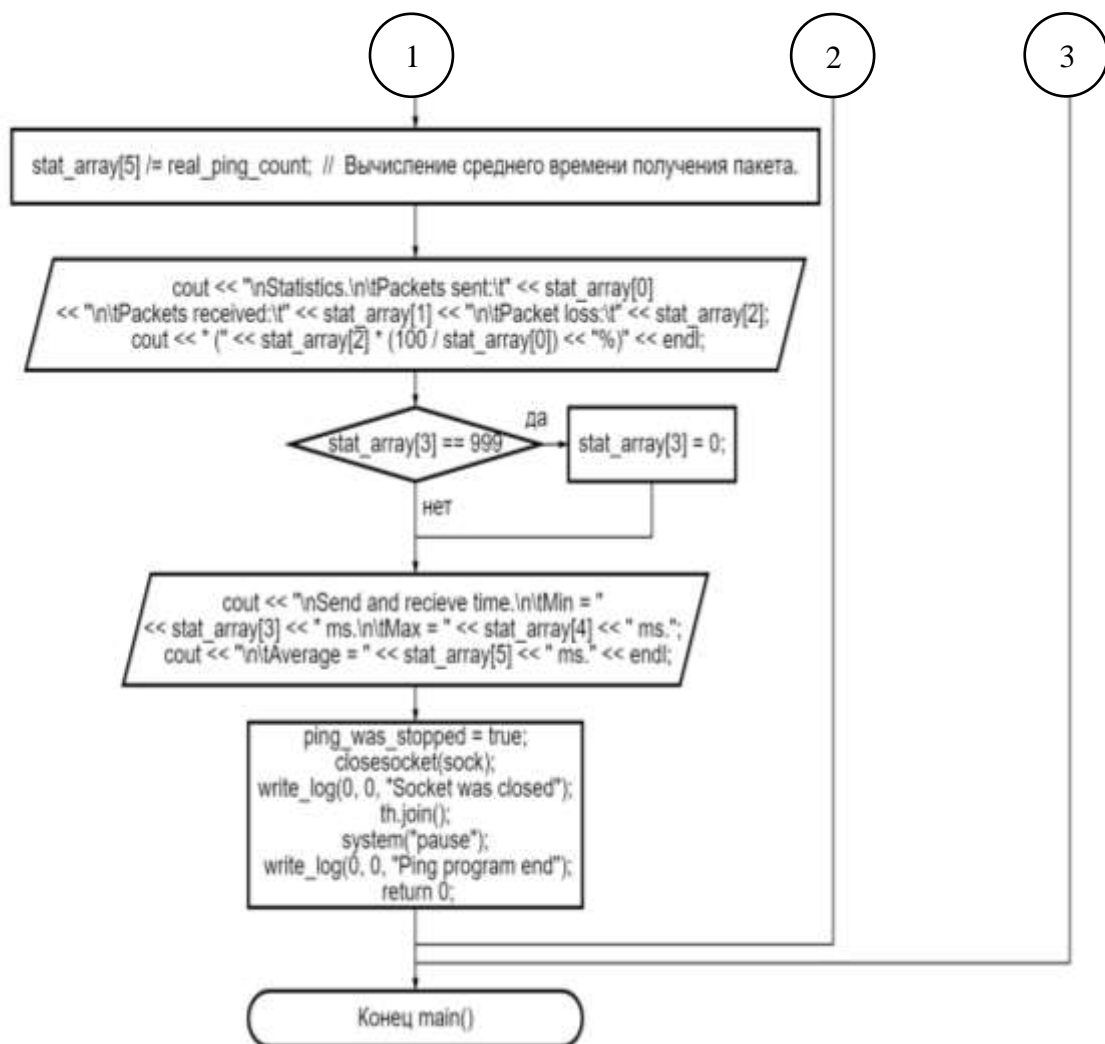 1
2
3
stat_array[5] /= real_ping_count; // Вычисление среднего времени получения пакета.
cout << "\nStatistics.\n\tPackets sent:\t" << stat_array[0]
<< "\n\tPackets received:\t" << stat_array[1] << "\n\tPacket loss:\t" << stat_array[2];
cout << " (" << stat_array[2] * (100 / stat_array[0]) << "%)" << endl;
stat_array[3] == 999
да
stat_array[3] = 0;
нет
cout << "\nSend and recieve time.\n\tMin = "
<< stat_array[3] << " ms.\n\tMax = " << stat_array[4] << " ms.";
cout << "\n\tAverage = " << stat_array[5] << " ms." << endl;
ping_was_stopped = true;
closesocket(sock);
write_log(0, 0, "Socket was closed");
th.join();
system("pause");
write_log(0, 0, "Ping program end");
return 0;
Конец main()